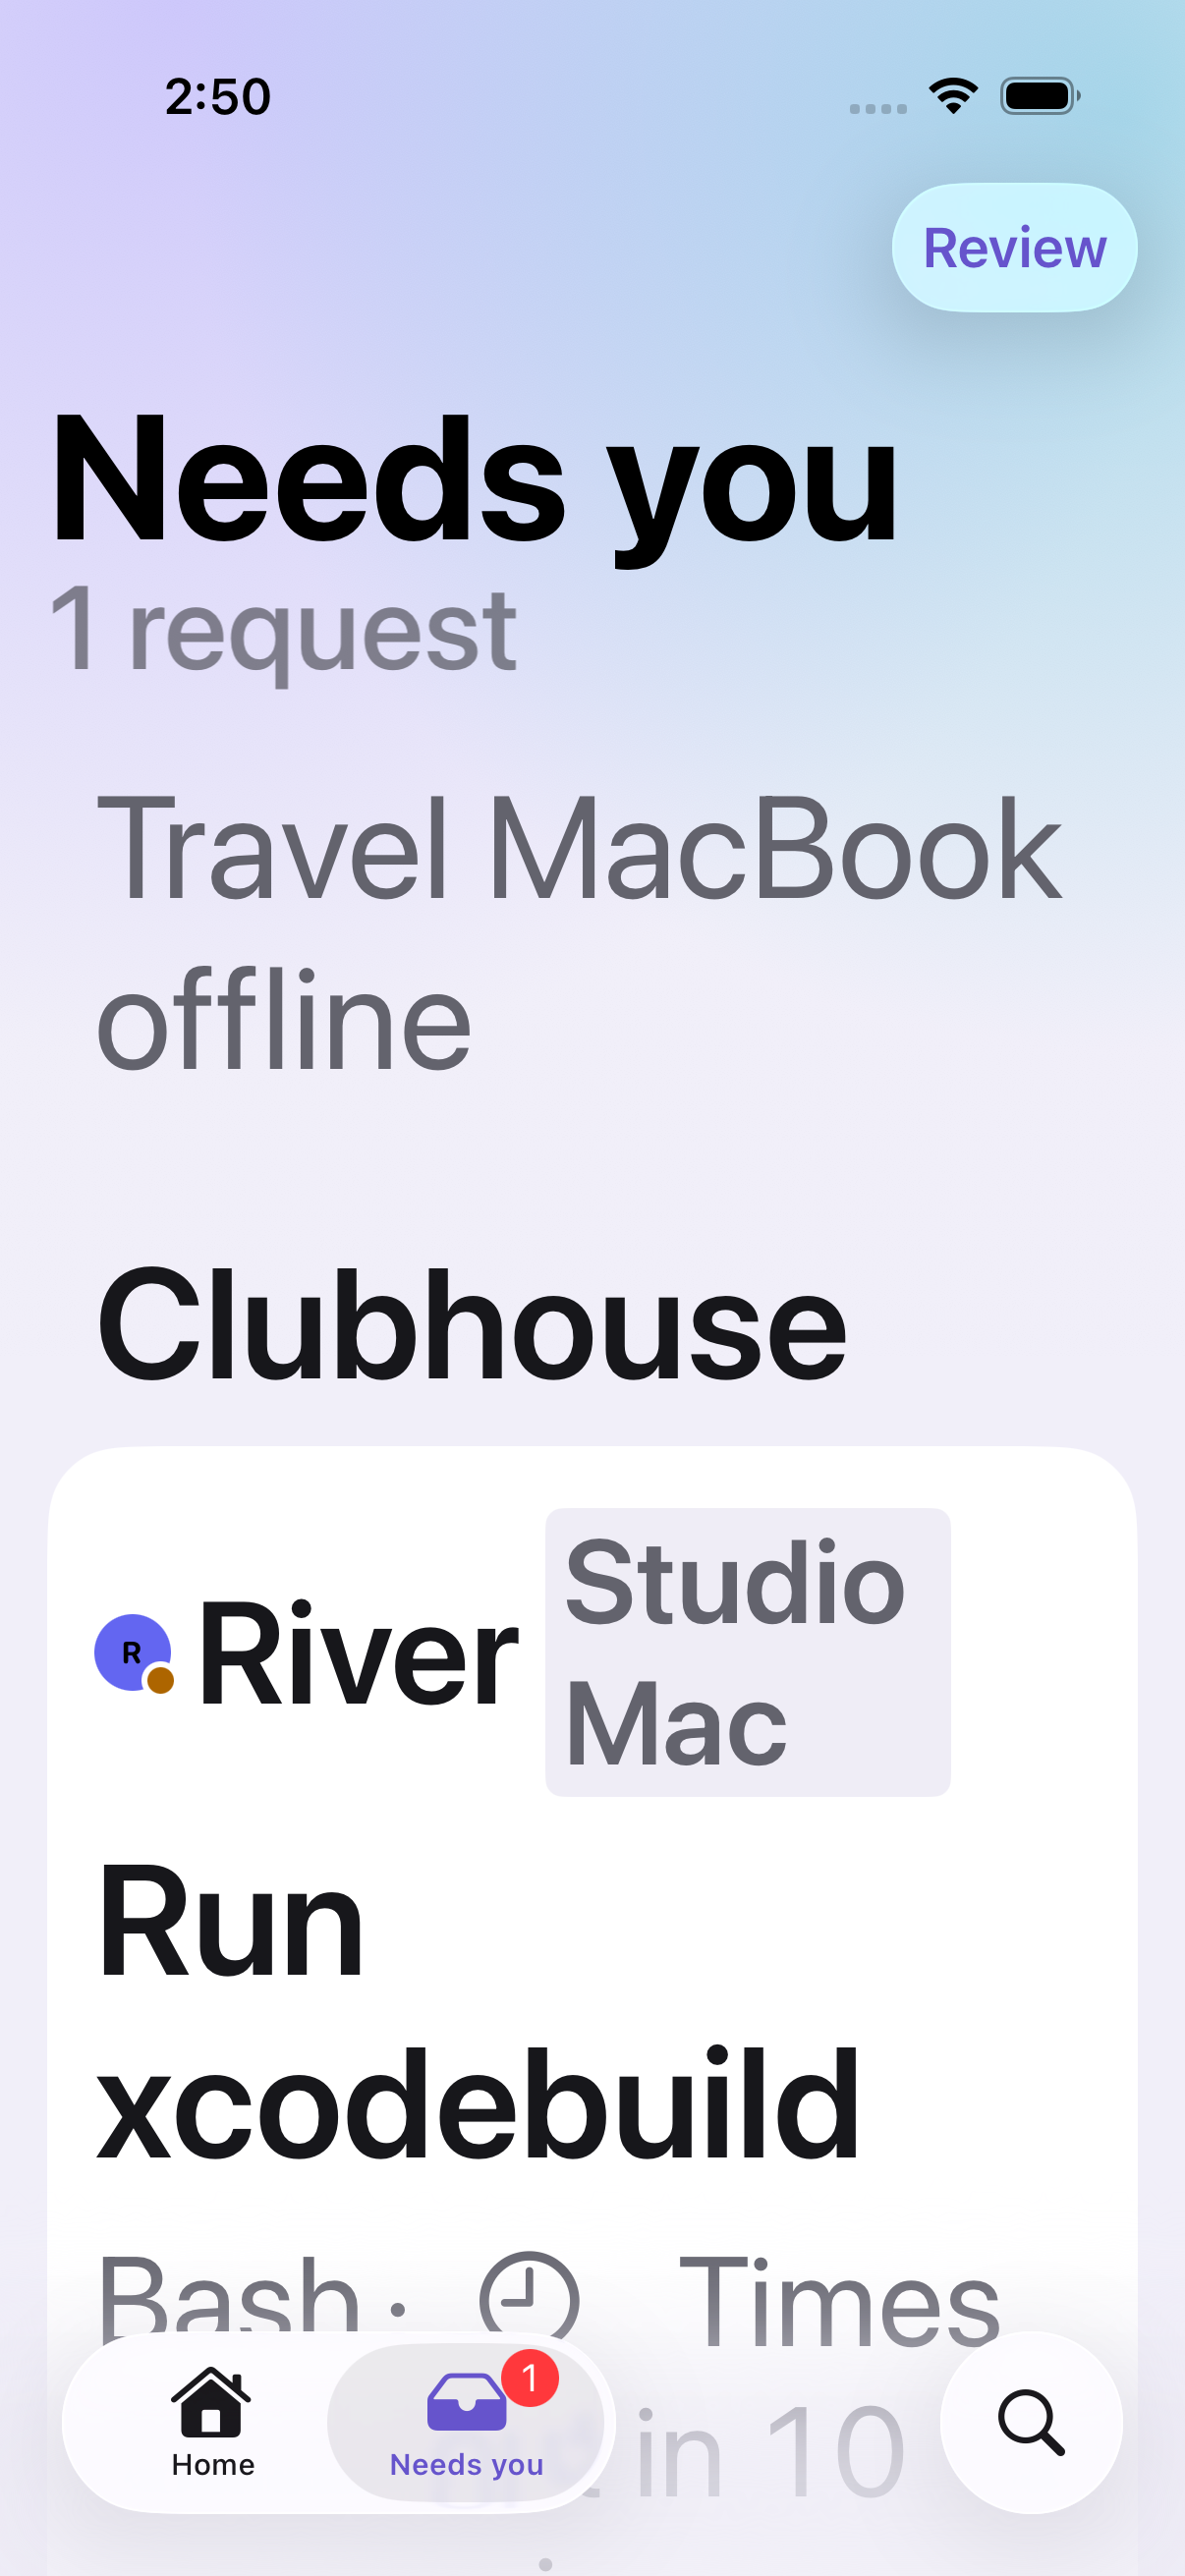 2:50
Review
Needs you
1 request
Travel MacBook
offline
Clubhouse
R
River
Studio
Mac
Run
xcodebuild
Bash · Times
in 10
Home
1
Needs you